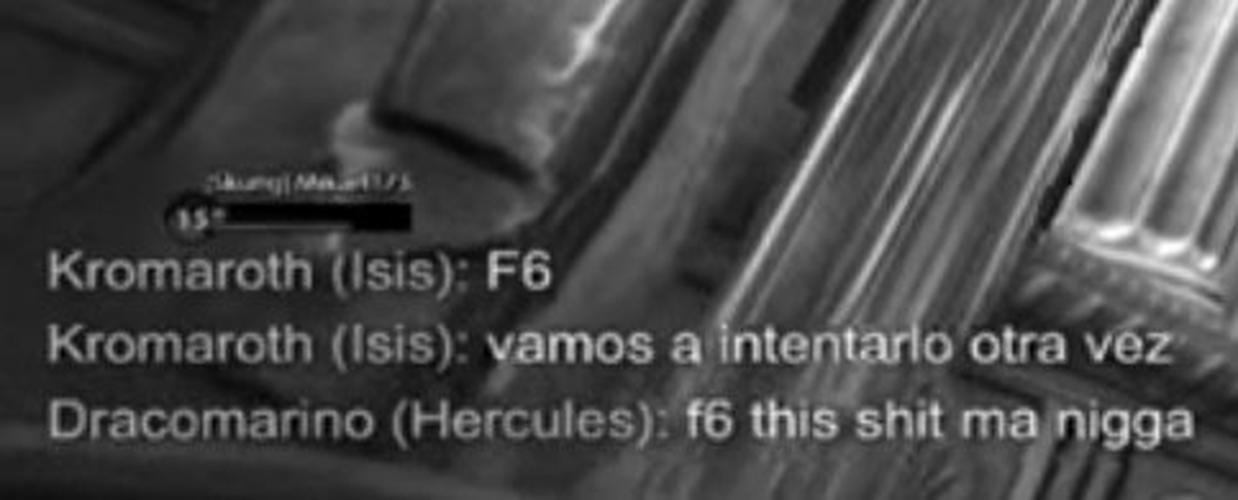 Kromaroth (Isis): F6
Kromaroth (Isis): vamos a intentarlo otra vez
Dracomarino (Hercules): f6 this shit ma nigga